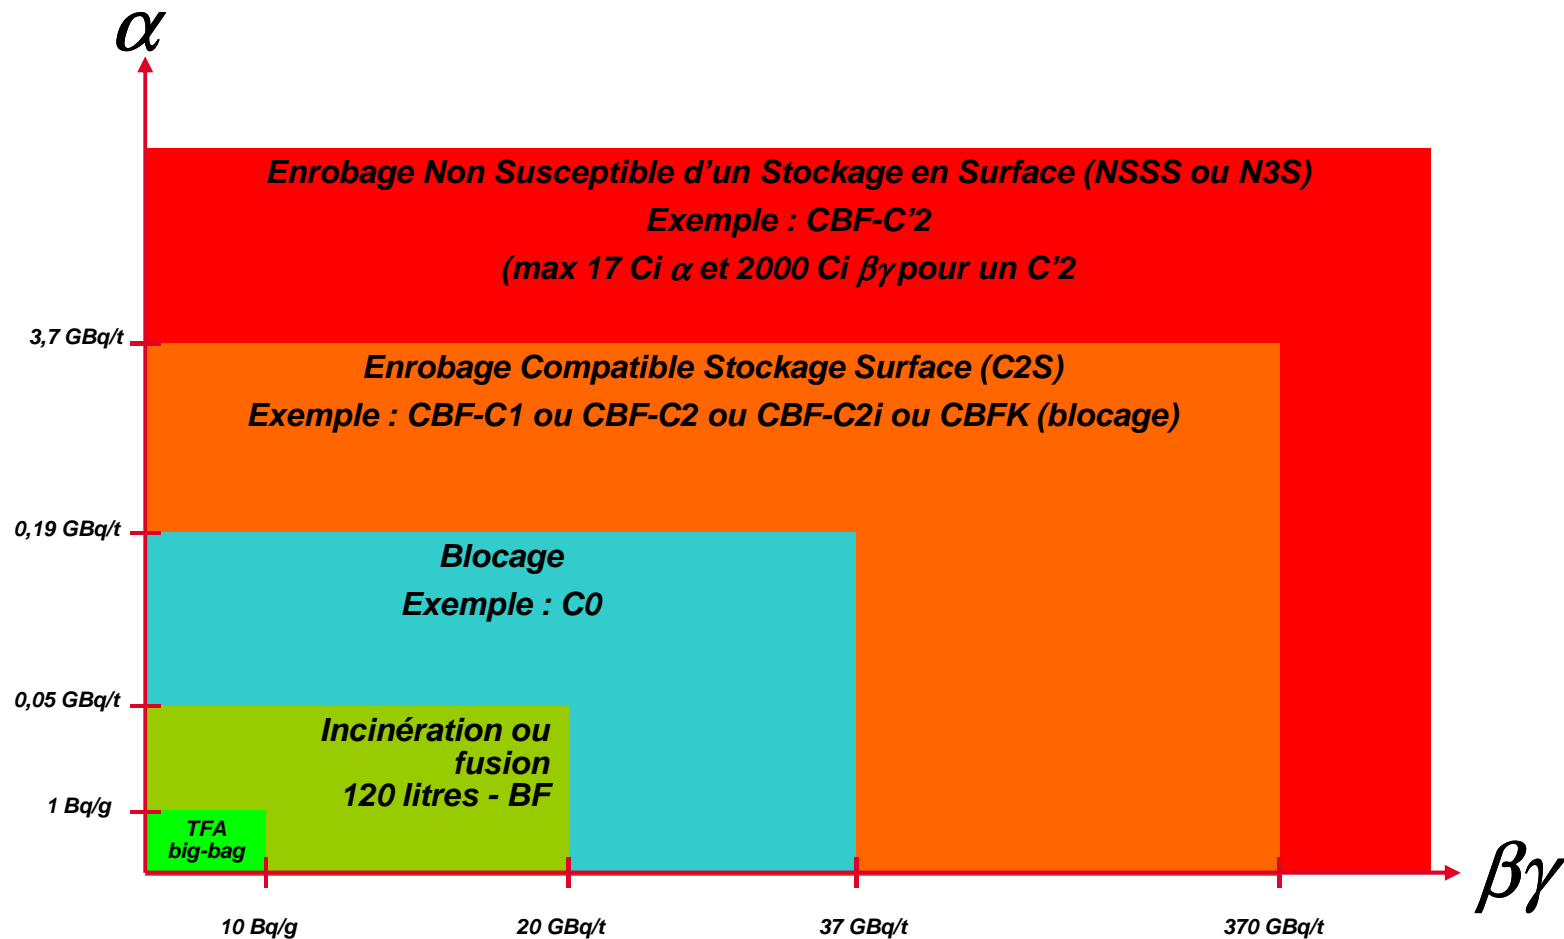 α
Enrobage Non Susceptible d’un Stockage en Surface (NSSS ou N3S)
Exemple : CBF-C’2
(max 17 Ci α et 2000 Ci βγ pour un C’2
3,7 GBq/t
Enrobage Compatible Stockage Surface (C2S)
Exemple : CBF-C1 ou CBF-C2 ou CBF-C2i ou CBFK (blocage)
0,19 GBq/t
Blocage
Exemple : C0
0,05 GBq/t
Incinération ou
fusion
120 litres - BF
1 Bq/g
TFA
big-bag
βγ
10 Bq/g
20 GBq/t
37 GBq/t
370 GBq/t